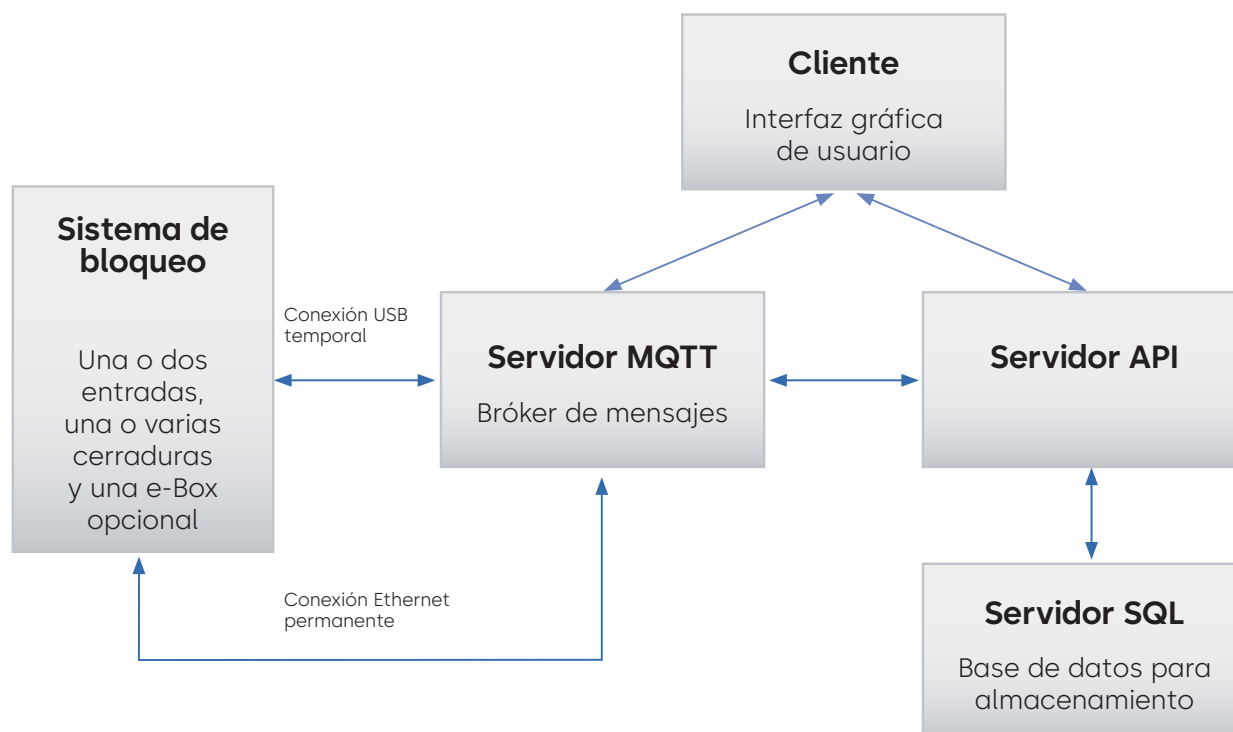 Cliente
Interfaz gráfica
de usuario
Sistema de
bloqueo
Una o dos
entradas,
una o varias
cerraduras
y una e-Box
opcional
Conexión USB
temporal
Servidor MQTT
Bróker de mensajes
Servidor API
Conexión Ethernet
permanente
Servidor SQL
Base de datos para
almacenamiento